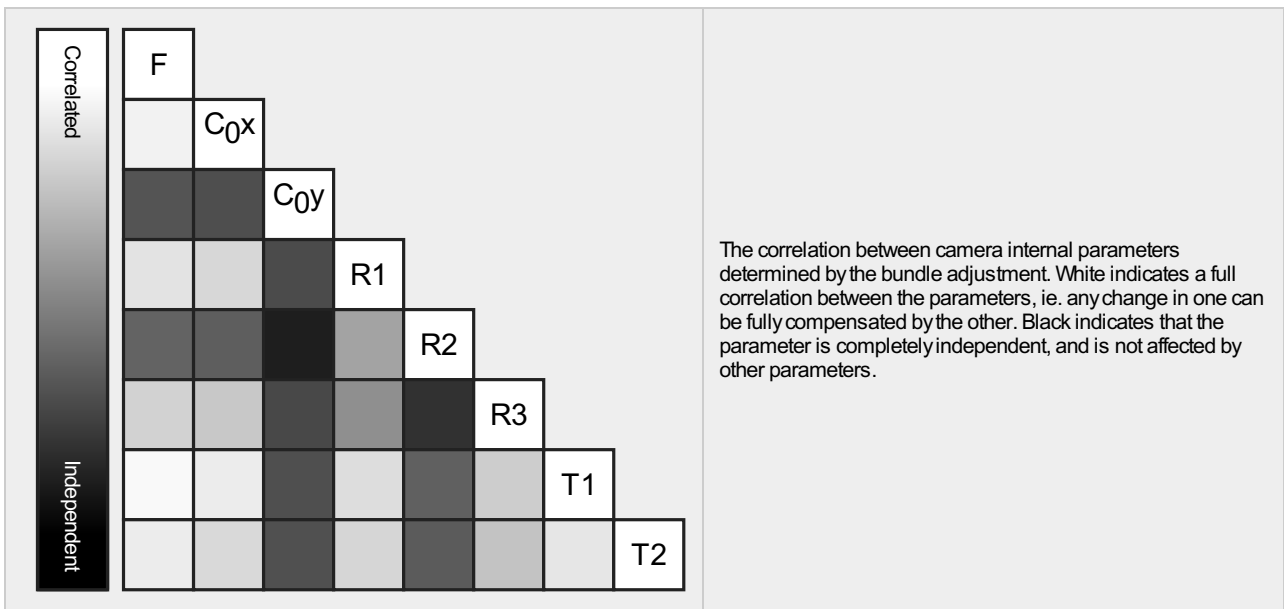 Correlated
Independent
F
C0x
C0y
R1
R2
R3
T1
T2
The correlation between camera internal parameters
determined by the bundle adjustment. White indicates a full
correlation between the parameters, ie. any change in one can
be fully compensated by the other. Black indicates that the
parameter is completely independent, and is not affected by
other parameters.